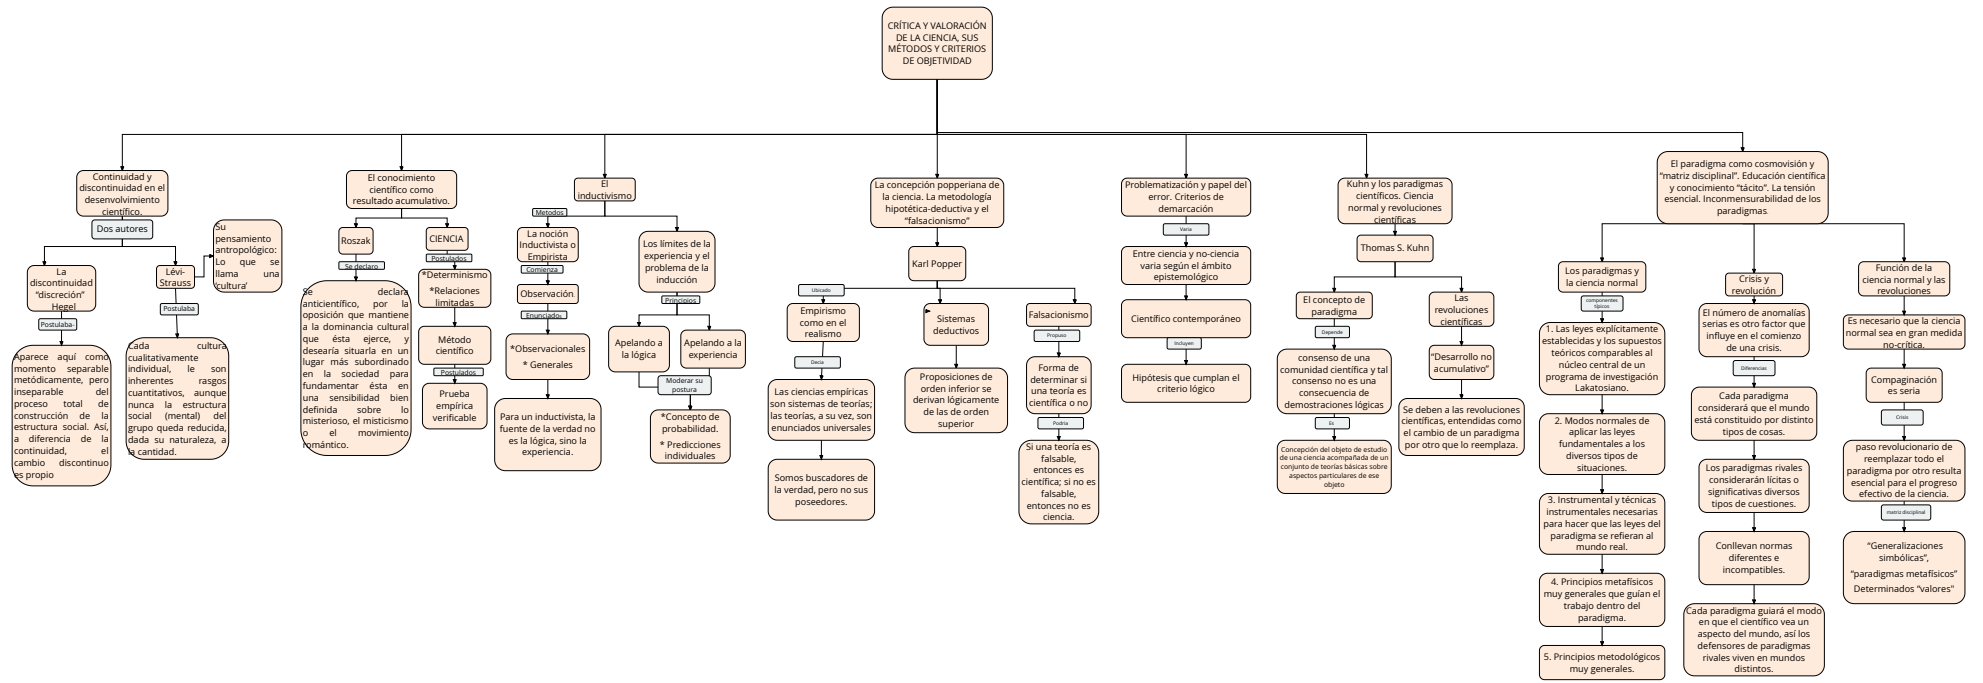 CRÍTICA Y VALORACIÓN
DE LA CIENCIA, SUS
MÉTODOS Y CRITERIOS
DE OBJETIVIDAD
Continuidad y
discontinuidad en el
desenvolvimiento
científico.
Dos autores
La
discontinuidad
"discreción"
Hegel
Postulaba-
Aparece aquí como
momento separable
metódicamente, pero
inseparable del
proceso total de
construcción de la
estructura social. Así,
a diferencia de la
continuidad, el
cambio discontinuo
es propio
Lévi-
Strauss
Postulaba
Cada cultura
cualitativamente
individual, le son
inherentes rasgos
cuantitativos, aunque
nunca la estructura
social (mental) del
grupo queda reducida,
dada su naturaleza, a
la cantidad.
Su
pensamiento
antropológico:
Lo que se
llama una
'cultura'
El conocimiento
científico como
resultado acumulativo.
Roszak
Se declaro
Se declara
anticientífico, por la
oposición que mantiene
a la dominancia cultural
que ésta ejerce, y
desearía situarla en un
lugar más subordinado
en la sociedad para
fundamentar ésta en
una sensibilidad bien
definida sobre lo
misterioso, el misticismo
o el movimiento
romántico.
CIENCIA
Postulados
*Determinismo
*Relaciones
limitadas
Método
científico
Postulados
Prueba
empírica
verificable
El
inductivismo
Metodos
La noción
Inductivista o
Empirista
Comienza
Observación
Enunciados
*Observacionales
* Generales
Para un inductivista, la
fuente de la verdad no
es la lógica, sino la
experiencia.
Los límites de la
experiencia y el
problema de la
inducción
Principios
Apelando a
la lógica
Apelando a la
experiencia
Moderar su
postura
*Concepto de
probabilidad.
* Predicciones
individuales
La concepción popperiana de
la ciencia. La metodología
hipotética-deductiva y el
"falsacionismo"
Karl Popper
Ubicado
Empirismo
como en el
realismo
Decia
Las ciencias empíricas
son sistemas de teorías;
las teorías, a su vez, son
enunciados universales
Somos buscadores de
la verdad, pero no sus
poseedores.
Sistemas
deductivos
Proposiciones de
orden inferior se
derivan lógicamente
de las de orden
superior
Falsacionismo
Propuso
Forma de
determinar si
una teoría es
científica o no
Podria
Si una teoría es
falsable,
entonces es
científica; si no es
falsable,
entonces no es
ciencia.
Problematización y papel del
error. Criterios de
demarcación
Varia
Entre ciencia y no-ciencia
varia según el ámbito
epistemológico
Científico contemporáneo
Incluyen
Hipótesis que cumplan el
criterio lógico
Kuhn y los paradigmas
científicos. Ciencia
normal y revoluciones
científicas
Thomas S. Kuhn
El concepto de
paradigma
Depende
consenso de una
comunidad científica y tal
consenso no es una
consecuencia de
demostraciones lógicas
Es
Concepción del objeto de estudio
de una ciencia acompañada de un
conjunto de teorías básicas sobre
aspectos particulares de ese
objeto
Las
revoluciones
científicas
"Desarrollo no
acumulativo"
Se deben a las revoluciones
científicas, entendidas como
el cambio de un paradigma
por otro que lo reemplaza.
El paradigma como cosmovisión y
"matriz disciplinal". Educación científica
y conocimiento "tácito". La tensión
esencial. Inconmensurabilidad de los
paradigmas
Los paradigmas y
la ciencia normal
componentes
típicos
1. Las leyes explícitamente
establecidas y los supuestos
teóricos comparables al
núcleo central de un
programa de investigación
Lakatosiano.
2. Modos normales de
aplicar las leyes
fundamentales a los
diversos tipos de
situaciones.
3. Instrumental y técnicas
instrumentales necesarias
para hacer que las leyes del
paradigma se refieran al
mundo real.
4. Principios metafísicos
muy generales que guían el
trabajo dentro del
paradigma.
5. Principios metodológicos
muy generales.
Crisis y
revolución
El número de anomalías
serias es otro factor que
influye en el comienzo
de una crisis.
Diferencias
Cada paradigma
considerará que el mundo
está constituido por distinto
tipos de cosas.
Los paradigmas rivales
considerarán lícitas o
significativas diversos
tipos de cuestiones.
Conllevan normas
diferentes e
incompatibles.
Cada paradigma guiará el modo
en que el científico vea un
aspecto del mundo, así los
defensores de paradigmas
rivales viven en mundos
distintos.
Función de la
ciencia normal y las
revoluciones
Es necesario que la ciencia
normal sea en gran medida
no-crítica.
Compaginación
es seria
Crisis
paso revolucionario de
reemplazar todo el
paradigma por otro resulta
esencial para el progreso
efectivo de la ciencia.
matriz disciplinal
"Generalizaciones
simbólicas",
"paradigmas metafísicos"
Determinados "valores"